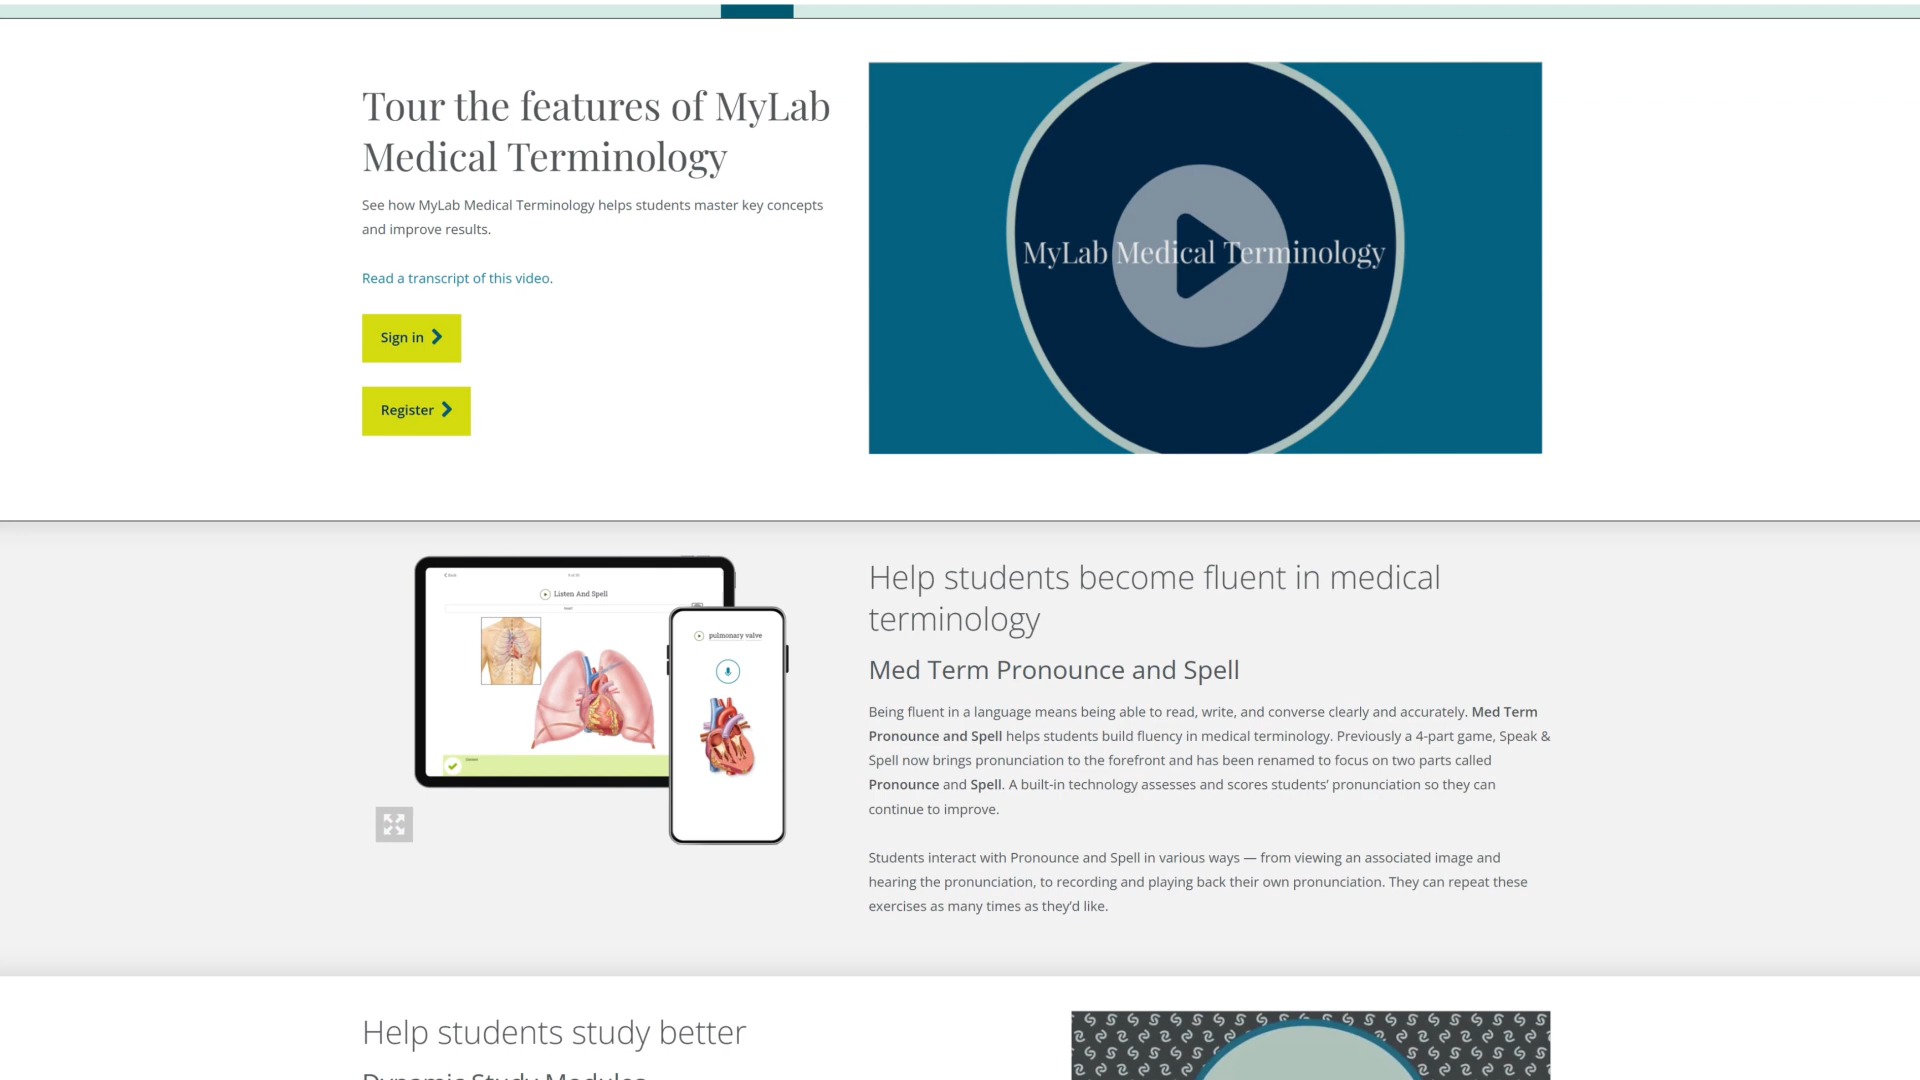 Tour the features of MyLab
Medical Terminology
See how MyLab Medical Terminology helps students master key concepts
and improve results.
Read a transcript of this video.
Sign in
Register
MyLab Medical Terminology
Back
Listen And Spell
heart
pulmonary valve
Correct
Help students become fluent in medical
terminology
Med Term Pronounce and Spell
Being fluent in a language means being able to read, write, and converse clearly and accurately. Med Term
Pronounce and Spell helps students build fluency in medical terminology. Previously a 4-part game, Speak &
Spell now brings pronunciation to the forefront and has been renamed to focus on two parts called
Pronounce and Spell. A built-in technology assesses and scores students’ pronunciation so they can
continue to improve.
Students interact with Pronounce and Spell in various ways — from viewing an associated image and
hearing the pronunciation, to recording and playing back their own pronunciation. They can repeat these
exercises as many times as they’d like.
Help students study better
Dynamic Study Modules